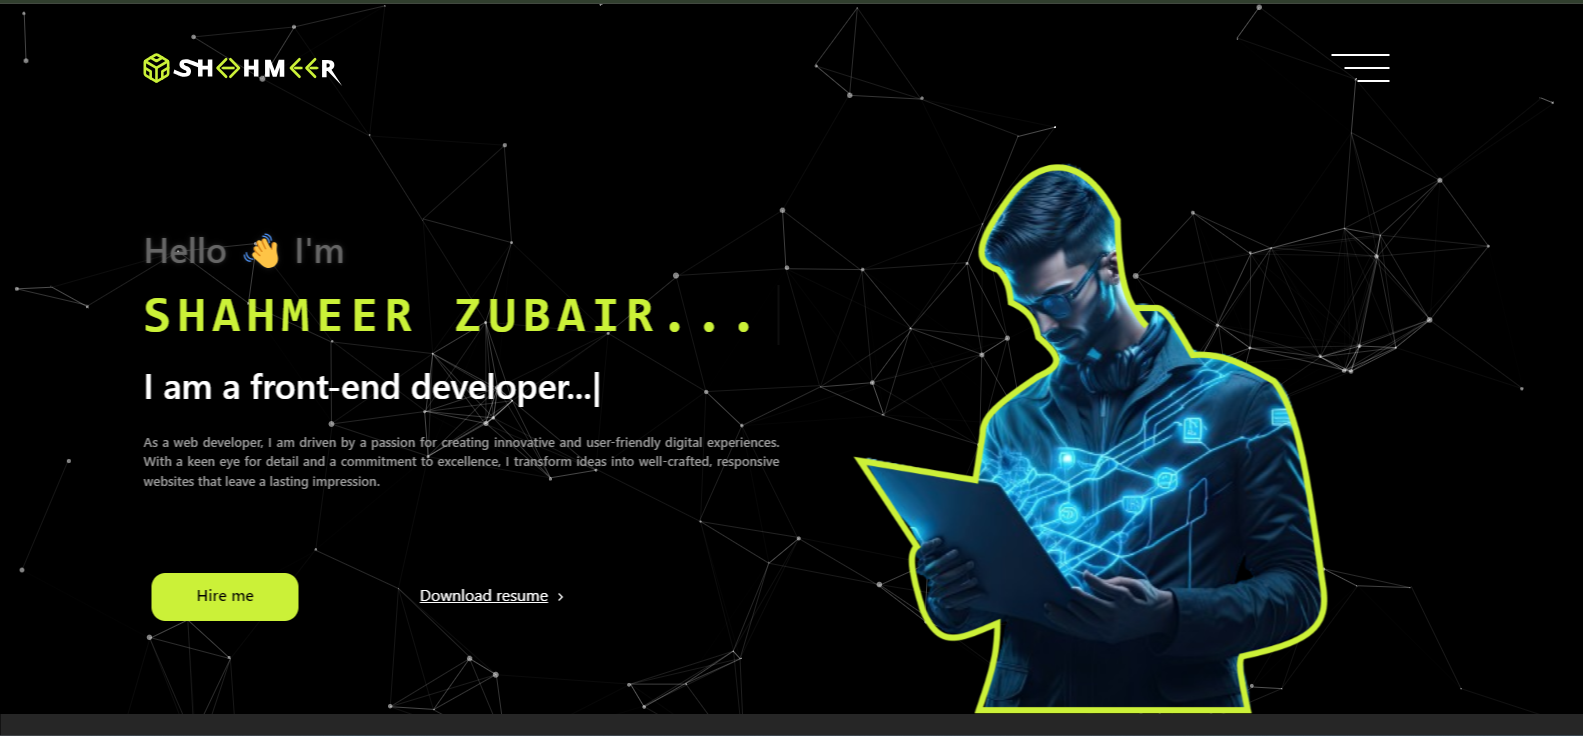 SHAHMEER
Hello 👋 I'm
SHAHMEER ZUBAIR...
I am a front-end developer...|
As a web developer, I am driven by a passion for creating innovative and user-friendly digital experiences.
With a keen eye for detail and a commitment to excellence, I transform ideas into well-crafted, responsive
websites that leave a lasting impression.
Hire me
Download resume ›